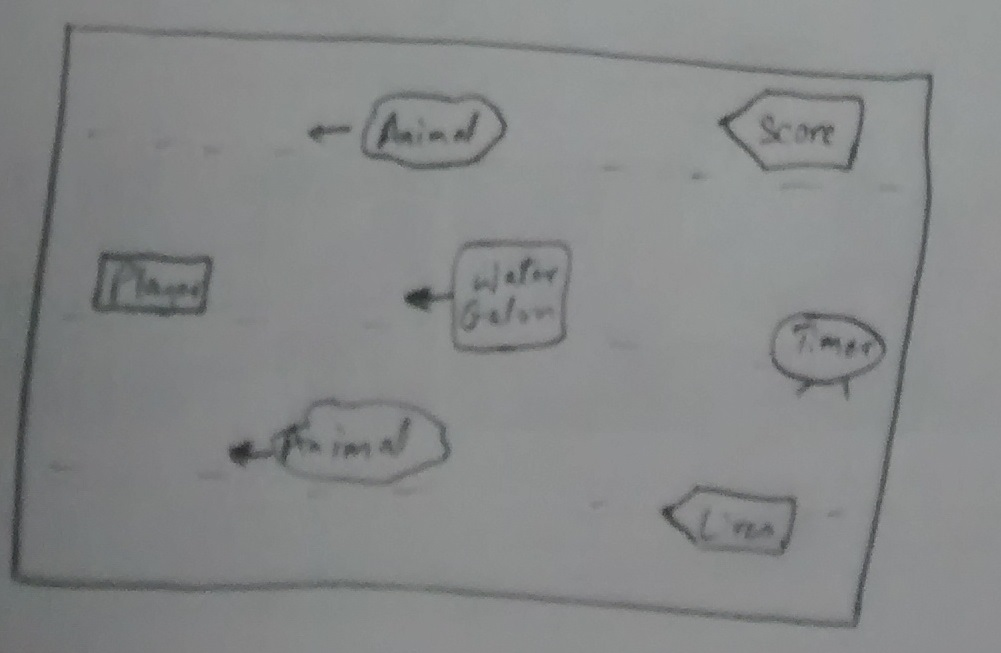 Animal
Score
Player
Water
Galon
Timer
Animal
Lives